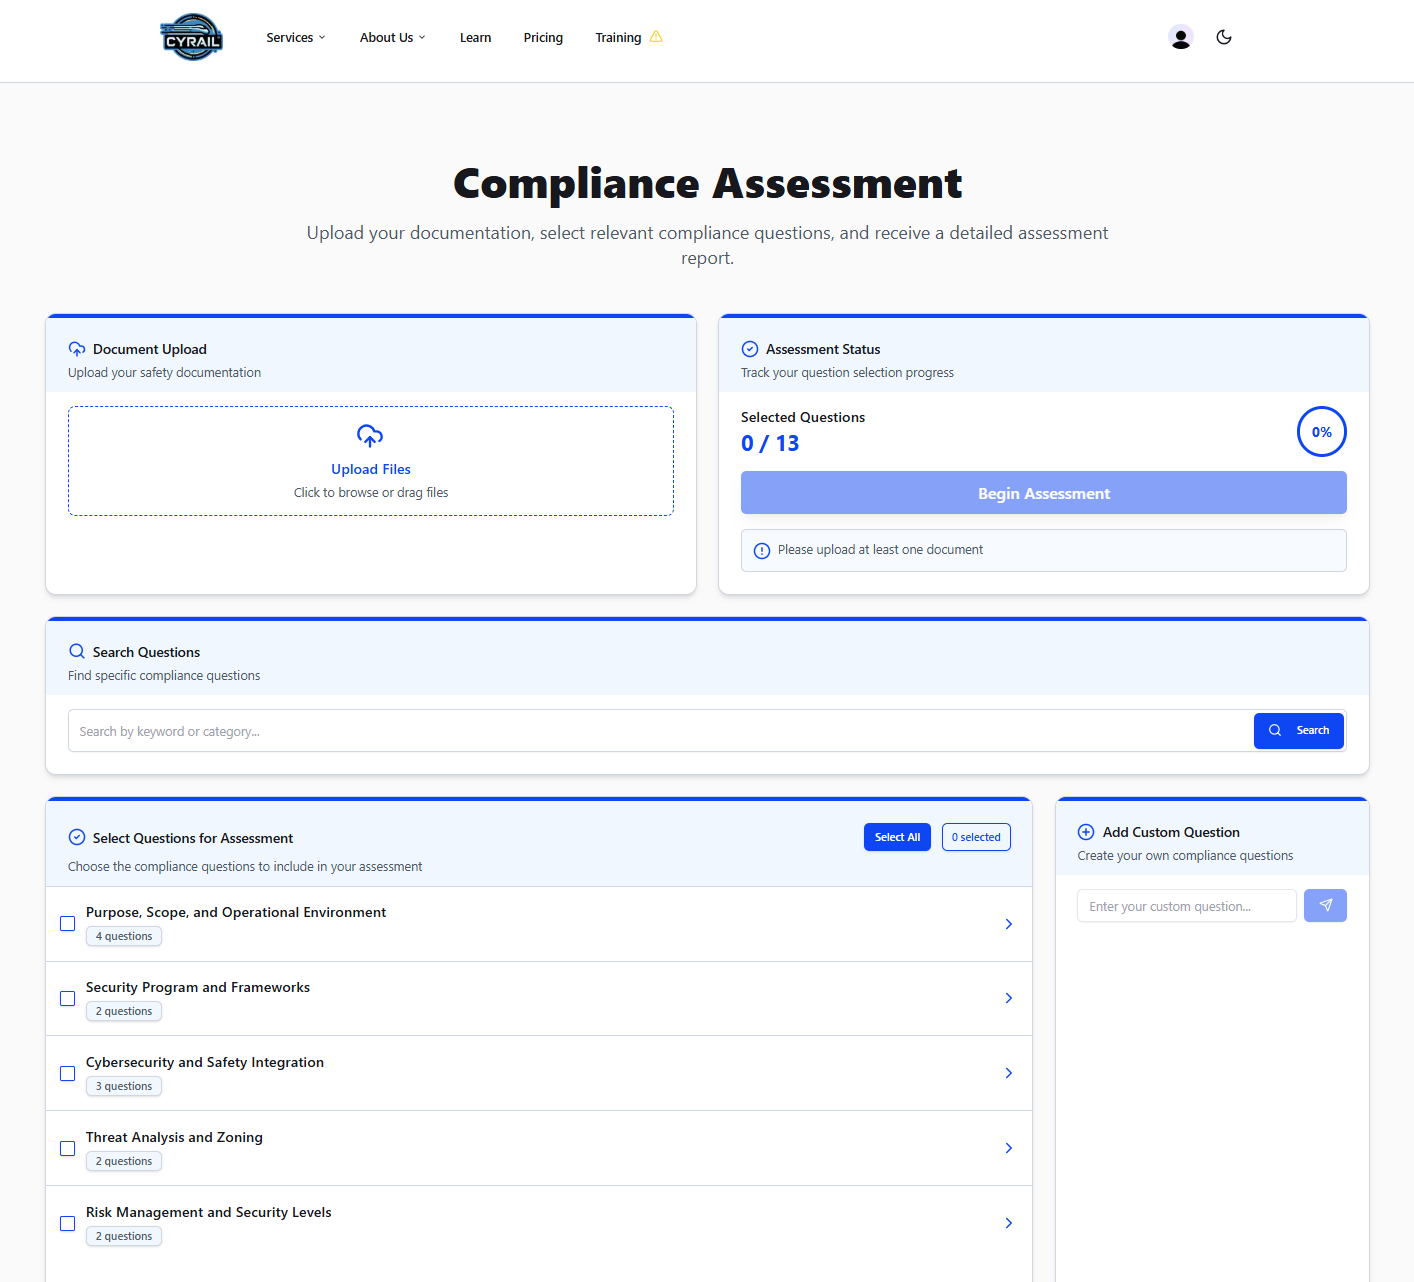 CYRAIL
Services
About Us
Learn
Pricing
Training
Compliance Assessment
Upload your documentation, select relevant compliance questions, and receive a detailed assessment
report.
Document Upload
Upload your safety documentation
Upload Files
Click to browse or drag files
Assessment Status
Track your question selection progress
Selected Questions
0 / 13
0%
Begin Assessment
Please upload at least one document
Search Questions
Find specific compliance questions
Search by keyword or category...
Search
Select Questions for Assessment
Select All
0 selected
Choose the compliance questions to include in your assessment
Purpose, Scope, and Operational Environment
4 questions
Security Program and Frameworks
2 questions
Cybersecurity and Safety Integration
3 questions
Threat Analysis and Zoning
2 questions
Risk Management and Security Levels
2 questions
Add Custom Question
Create your own compliance questions
Enter your custom question...